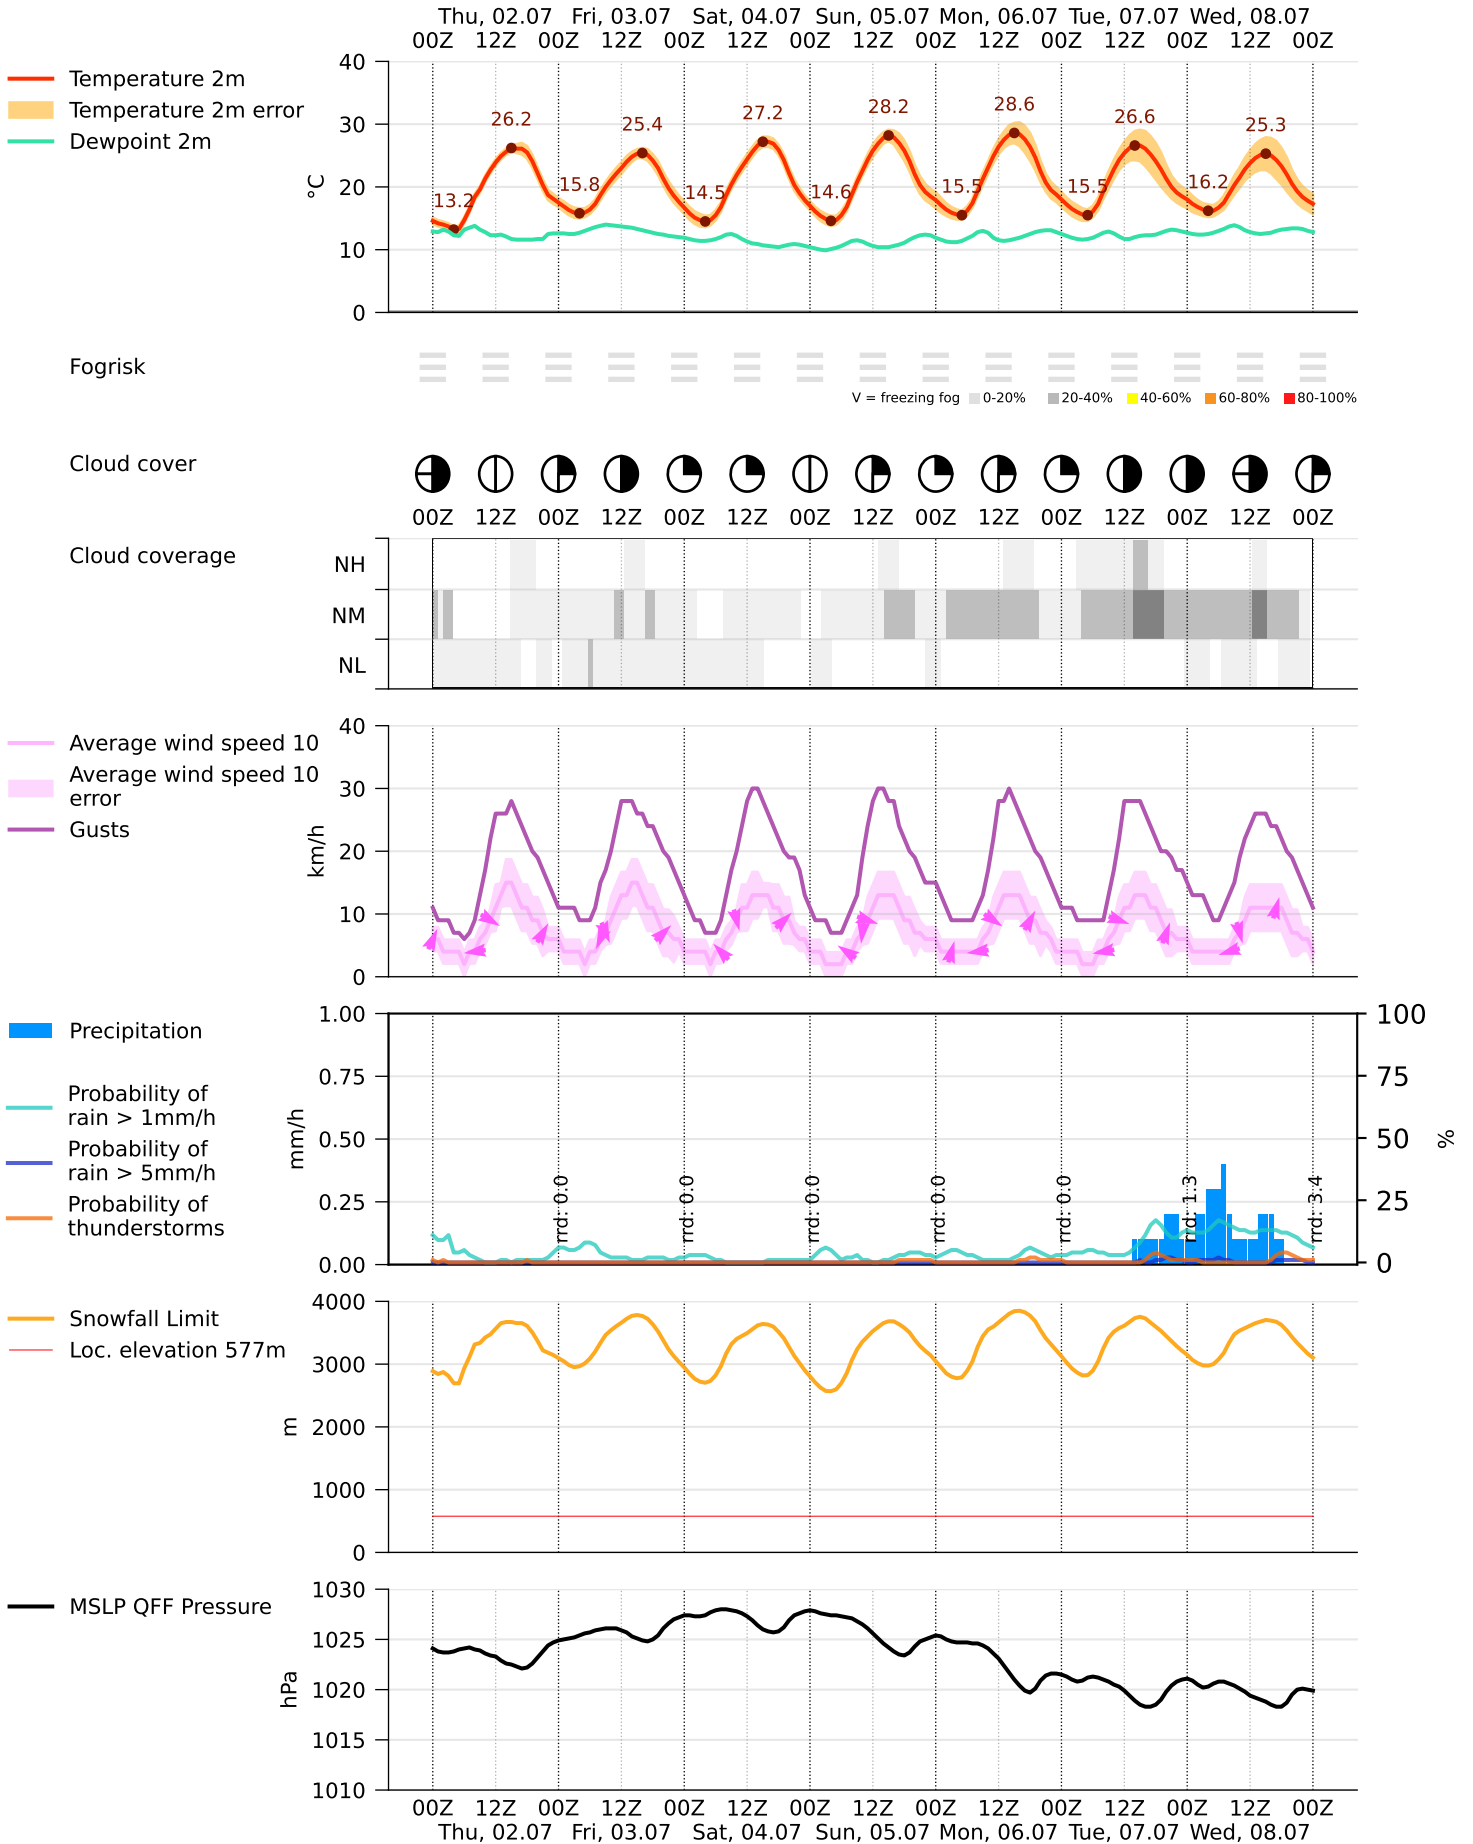 Thu, 02.07 Fri, 03.07 Sat, 04.07 Sun, 05.07 Mon, 06.07 Tue, 07.07 Wed, 08.07
00Z 12Z 00Z 12Z 00Z 12Z 00Z 12Z 00Z 12Z 00Z 12Z 00Z 12Z 00Z
Temperature 2m
Temperature 2m error
Dewpoint 2m
°C
40
30
20
10
0
26.2 25.4 27.2 28.2 28.6 26.6 25.3
13.2 15.8 14.5 14.6 15.5 15.5 16.2
Fogrisk
V = freezing fog 0-20% 20-40% 40-60% 60-80% 80-100%
Cloud cover
00Z 12Z 00Z 12Z 00Z 12Z 00Z 12Z 00Z 12Z 00Z 12Z 00Z 12Z 00Z
Cloud coverage
NH
NM
NL
Average wind speed 10
Average wind speed 10
error
Gusts
km/h
40
30
20
10
0
Precipitation
Probability of
rain > 1mm/h
Probability of
rain > 5mm/h
Probability of
thunderstorms
mm/h
1.00
0.75
0.50
0.25
0.00
rrd: 0.0 rrd: 0.0 rrd: 0.0 rrd: 0.0 rrd: 0.0 rrd: 1.3 rrd: 3.4
100
75
50
25
0
%
Snowfall Limit
Loc. elevation 577m
m
4000
3000
2000
1000
0
MSLP QFF Pressure
hPa
1030
1025
1020
1015
1010
00Z 12Z 00Z 12Z 00Z 12Z 00Z 12Z 00Z 12Z 00Z 12Z 00Z 12Z 00Z
Thu, 02.07 Fri, 03.07 Sat, 04.07 Sun, 05.07 Mon, 06.07 Tue, 07.07 Wed, 08.07